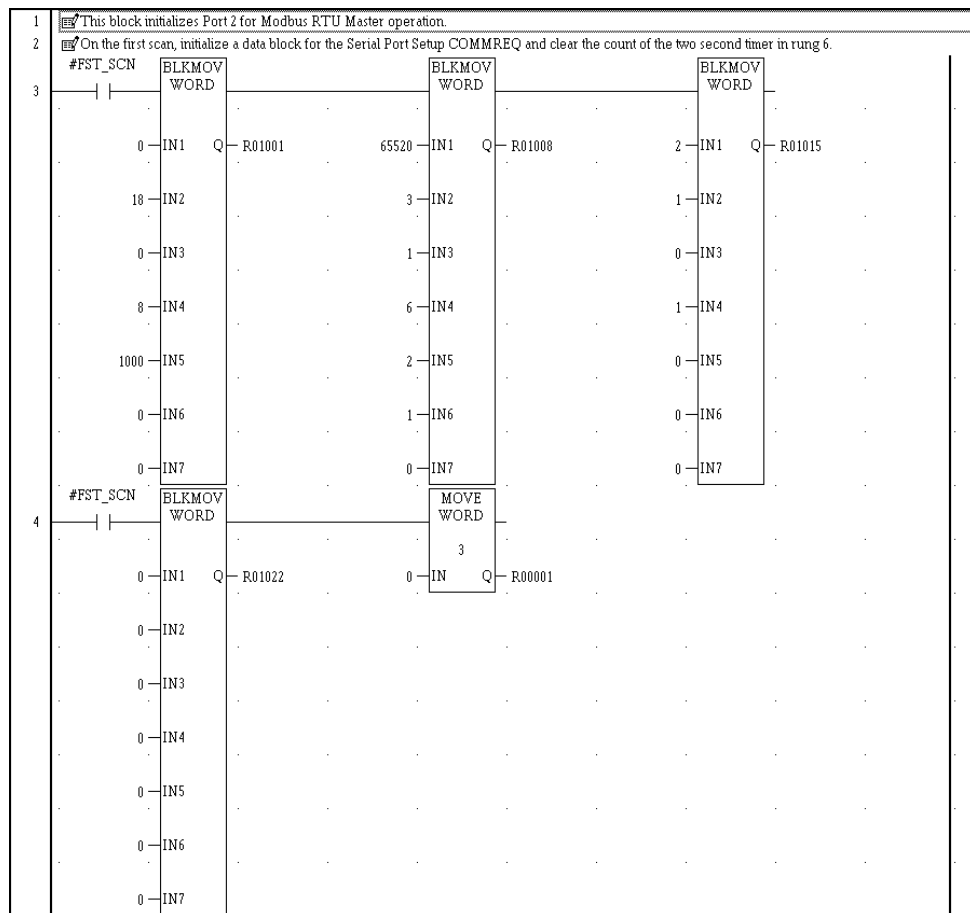 1 This block initializes Port 2 for Modbus RTU Master operation.
2 On the first scan, initialize a data block for the Serial Port Setup COMMREQ and clear the count of the two second timer in rung 6.
#FST_SCN BLKMOV BLKMOV BLKMOV
WORD WORD WORD
3
0 IN1 Q R01001 65520 IN1 Q R01008 2 IN1 Q R01015
18 IN2 3 IN2 1 IN2
0 IN3 1 IN3 0 IN3
8 IN4 6 IN4 1 IN4
1000 IN5 2 IN5 0 IN5
0 IN6 1 IN6 0 IN6
0 IN7 0 IN7 0 IN7
#FST_SCN BLKMOV MOVE
WORD WORD
4
3
0 IN1 Q R01022 0 IN Q R00001
0 IN2
0 IN3
0 IN4
0 IN5
0 IN6
0 IN7